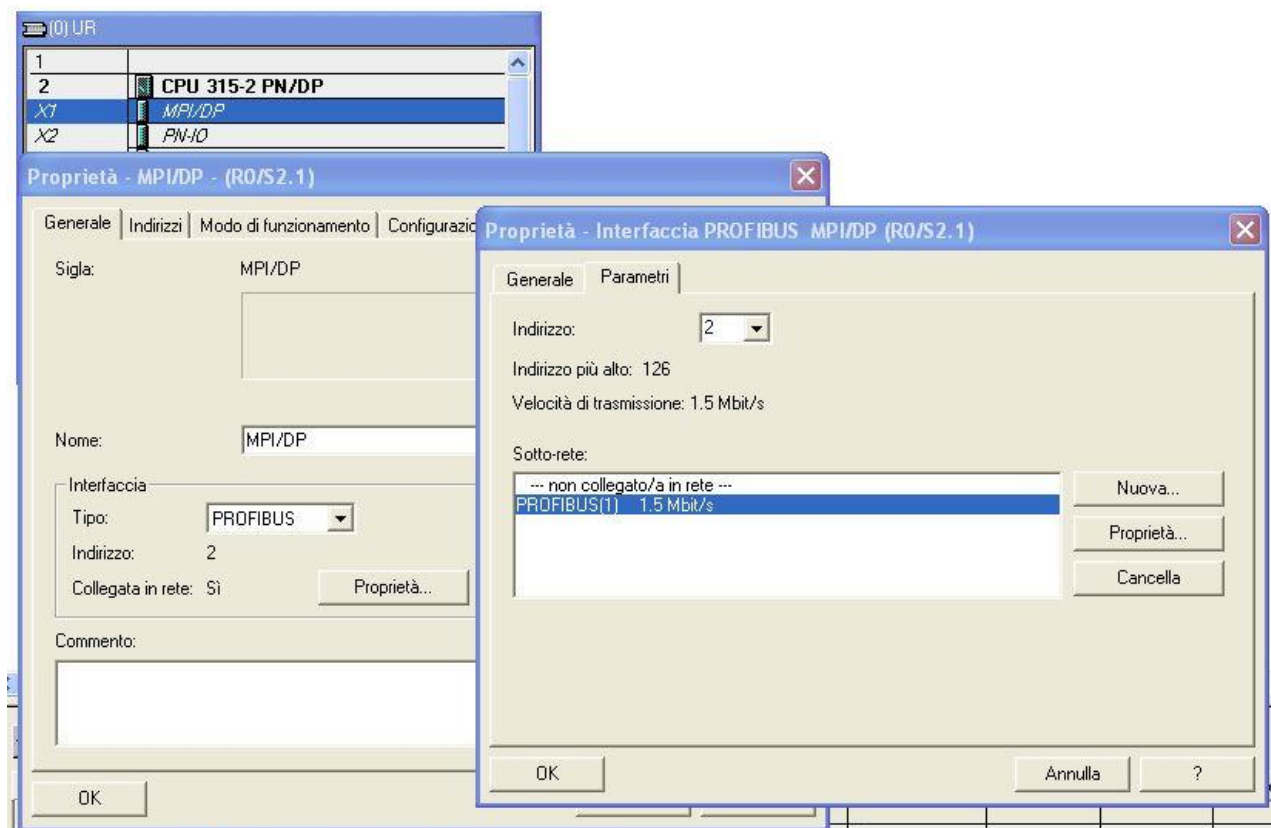 (0) UR
1
2 CPU 315-2 PN/DP
X1 MPI/DP
X2 PN-IO
Proprietà - MPI/DP - (R0/S2.1)
Generale Indirizzi Modo di funzionamento
Sigla: MPI/DP
Nome: MPI/DP
Interfaccia
Tipo: PROFIBUS
Indirizzo: 2
Collegata in rete: Sì Proprietà...
Commento:
OK
Proprietà - Interfaccia PROFIBUS MPI/DP (R0/S2.1)
Generale Parametri
Indirizzo: 2
Indirizzo più alto: 126
Velocità di trasmissione: 1.5 Mbit/s
Sotto-rete:
--- non collegato/a in rete ---
PROFIBUS(1) 1.5 Mbit/s
Nuova...
Proprietà...
Cancella
OK Annulla ?